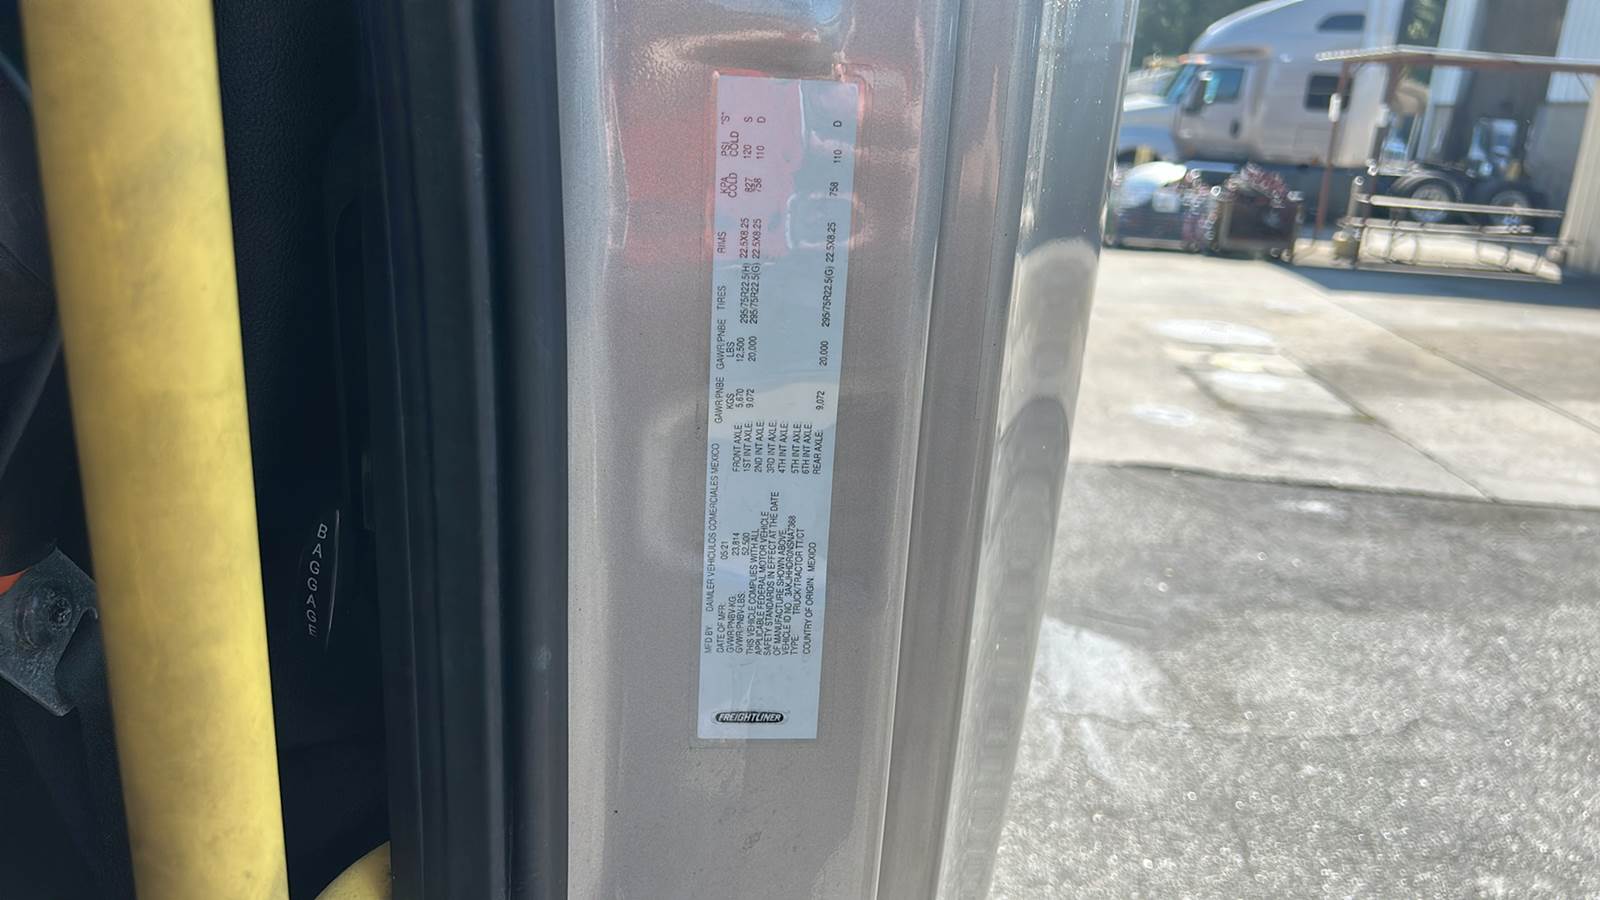 MFD BY: DAIMLER VEHICULOS COMERCIALES MEXICO
DATE OF MFR: 05/21
GVWR/PNBV-KG: 23,814
GVWR/PNBV-LBS: 52,500
THIS VEHICLE COMPLIES WITH ALL
APPLICABLE FEDERAL MOTOR VEHICLE
SAFETY STANDARDS IN EFFECT AT THE DATE
OF MANUFACTURE SHOWN ABOVE.
VEHICLE ID NO
TYPE: TRUCK/TRACTOR TT/CT
COUNTRY OF ORIGIN: MEXICO
GAWR/PNBE KGS GAWR/PNBE LBS TIRES RIMS KPA COLD PSI COLD "S"
FRONT AXLE: 5,670 12,500 295/75R22.5(H) 22.5X8.25 827 120 S
1ST INT AXLE: 9,072 20,000 295/75R22.5(G) 22.5X8.25 758 110 D
2ND INT AXLE:
3RD INT AXLE:
4TH INT AXLE:
5TH INT AXLE:
6TH INT AXLE:
REAR AXLE: 9,072 20,000 295/75R22.5(G) 22.5X8.25 758 110 D
FREIGHTLINER
BAGGAGE